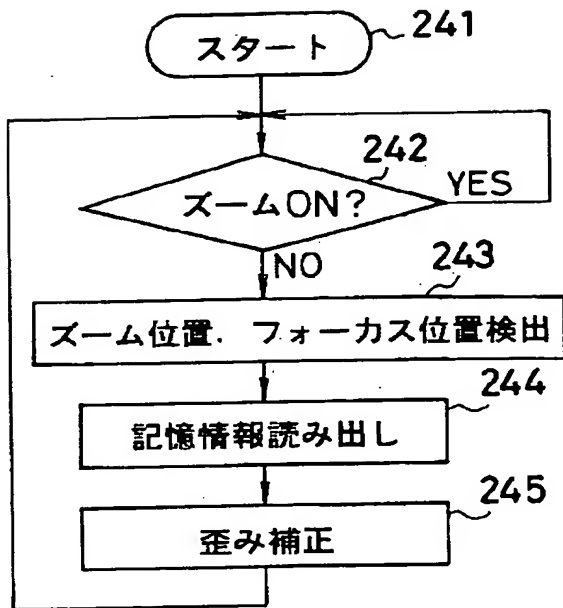 スタート
241
242
ズームON?
YES
NO
243
ズーム位置. フォーカス位置検出
244
記憶情報読み出し
245
歪み補正